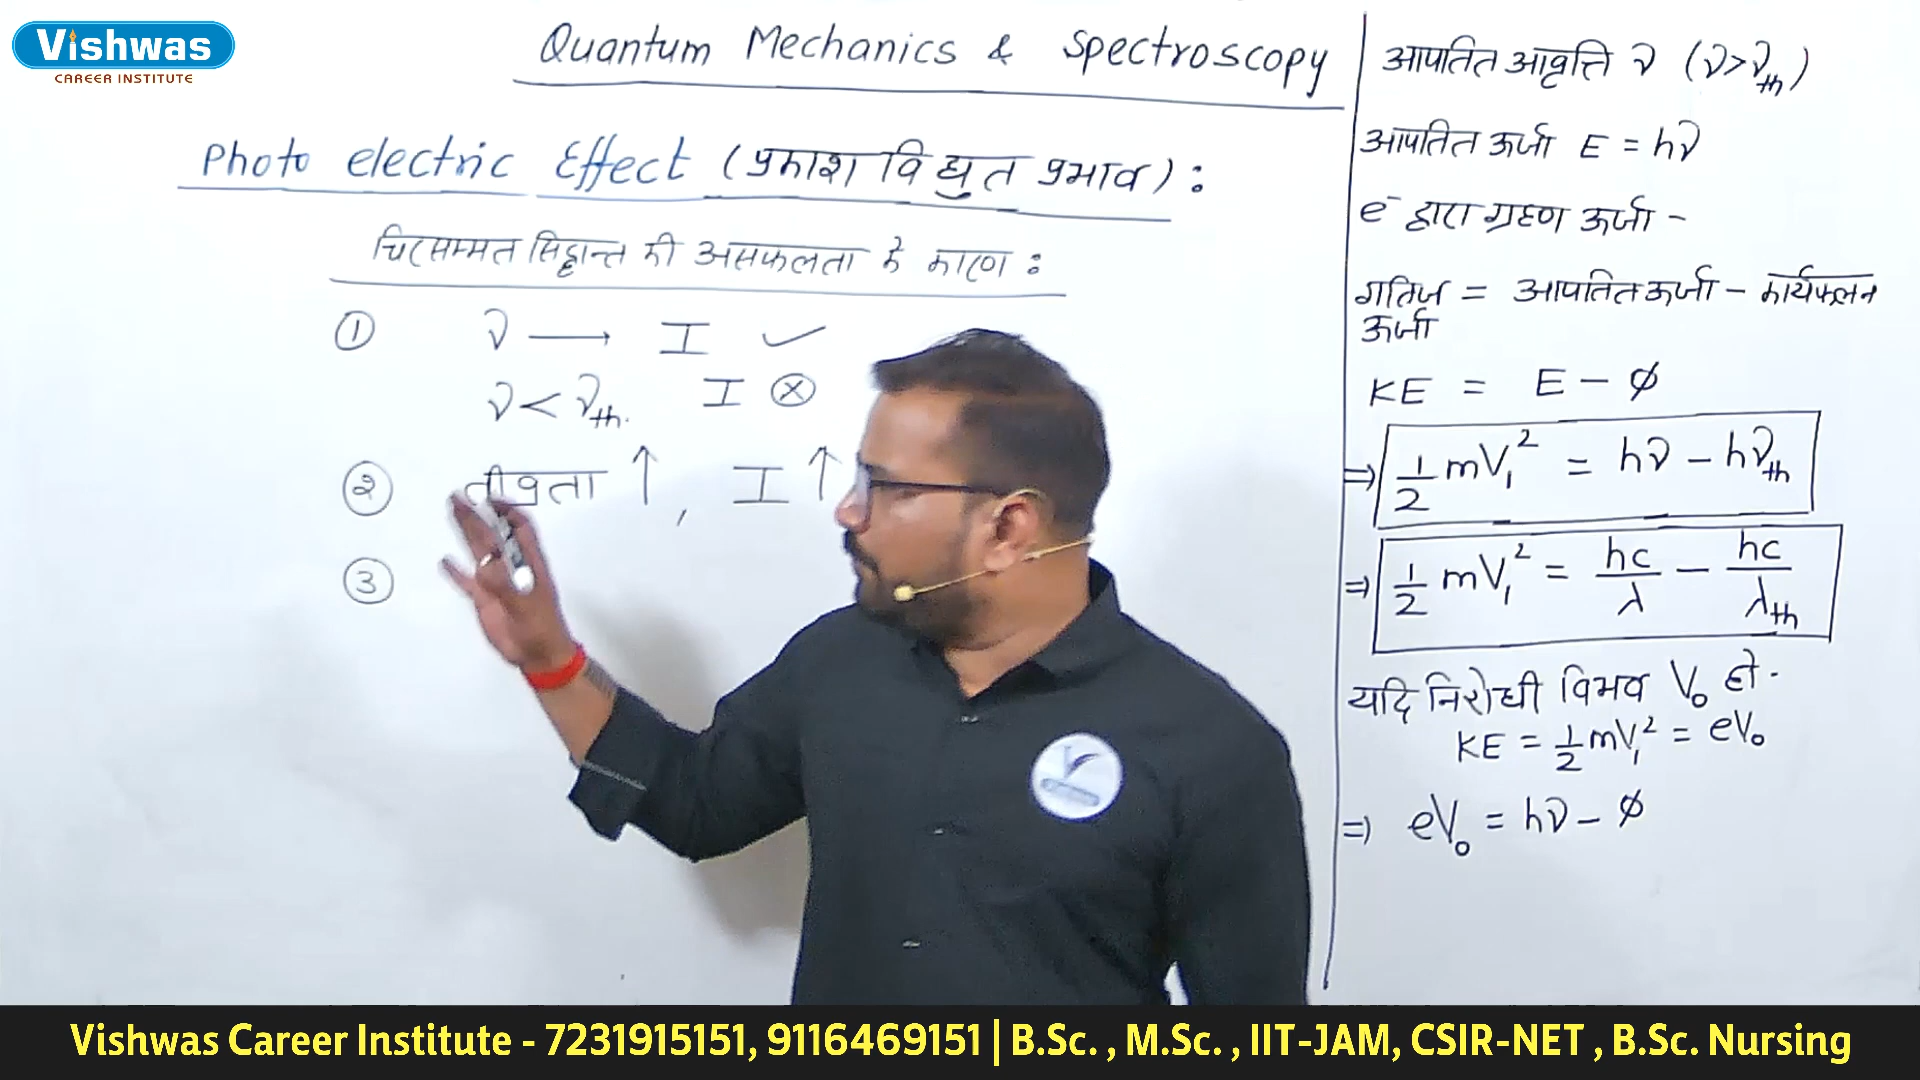 Vishwas
CAREER INSTITUTE
Quantum Mechanics & Spectroscopy
Photo electric Effect (प्रकाश विद्युत प्रभाव) :
चिरसम्मत सिद्धान्त की असफलता के कारण :
① ν ⟶ I ✓
ν < ν_th. I ⓧ
② तीव्रता ↑ , I ↑
③
आपतित आवृत्ति ν (ν>ν_th)
आपतित ऊर्जा E = hν
e⁻ द्वारा ग्रहण ऊर्जा -
गतिज = आपतित ऊर्जा - कार्यफलन
ऊर्जा
KE = E - ϕ
⇒ 1/2 mV₁² = hν - hν_th
⇒ 1/2 mV₁² = hc/λ - hc/λ_th
यदि निरोधी विभव V₀ हो.
KE = 1/2 mV₁² = eV₀
⇒ eV₀ = hν - ϕ
Vishwas Career Institute - 7231915151, 9116469151 | B.Sc. , M.Sc. , IIT-JAM, CSIR-NET , B.Sc. Nursing